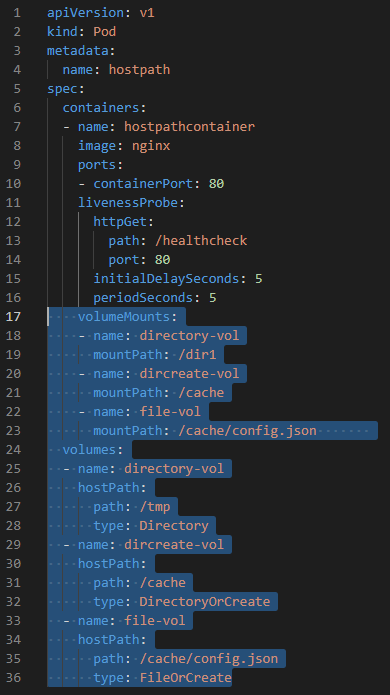 1 apiVersion: v1
2 kind: Pod
3 metadata:
4   name: hostpath
5 spec:
6   containers:
7   - name: hostpathcontainer
8     image: nginx
9     ports:
10     - containerPort: 80
11     livenessProbe:
12       httpGet:
13         path: /healthcheck
14         port: 80
15       initialDelaySeconds: 5
16       periodSeconds: 5
17     volumeMounts:
18     - name: directory-vol
19       mountPath: /dir1
20     - name: dircreate-vol
21       mountPath: /cache
22     - name: file-vol
23       mountPath: /cache/config.json
24   volumes:
25   - name: directory-vol
26     hostPath:
27       path: /tmp
28       type: Directory
29   - name: dircreate-vol
30     hostPath:
31       path: /cache
32       type: DirectoryOrCreate
33   - name: file-vol
34     hostPath:
35       path: /cache/config.json
36       type: FileOrCreate